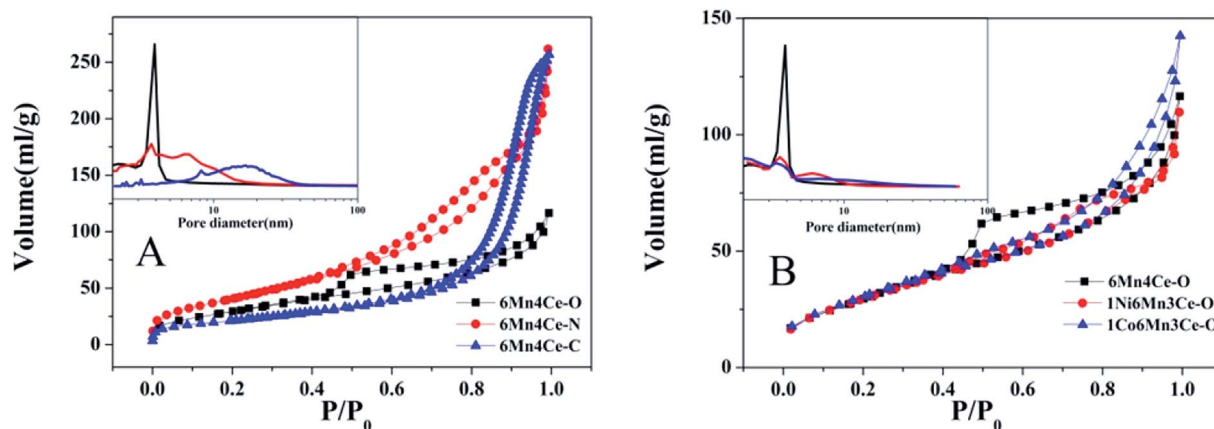 Volume(ml/g)
250
200
150
100
50
0
0.0 0.2 0.4 0.6 0.8 1.0
P/P0
10 100
Pore diameter(nm)
A
6Mn4Ce-O
6Mn4Ce-N
6Mn4Ce-C
Volume(ml/g)
150
100
50
0
0.0 0.2 0.4 0.6 0.8 1.0
P/P0
10 100
Pore diameter(nm)
B
6Mn4Ce-O
1Ni6Mn3Ce-O
1Co6Mn3Ce-O